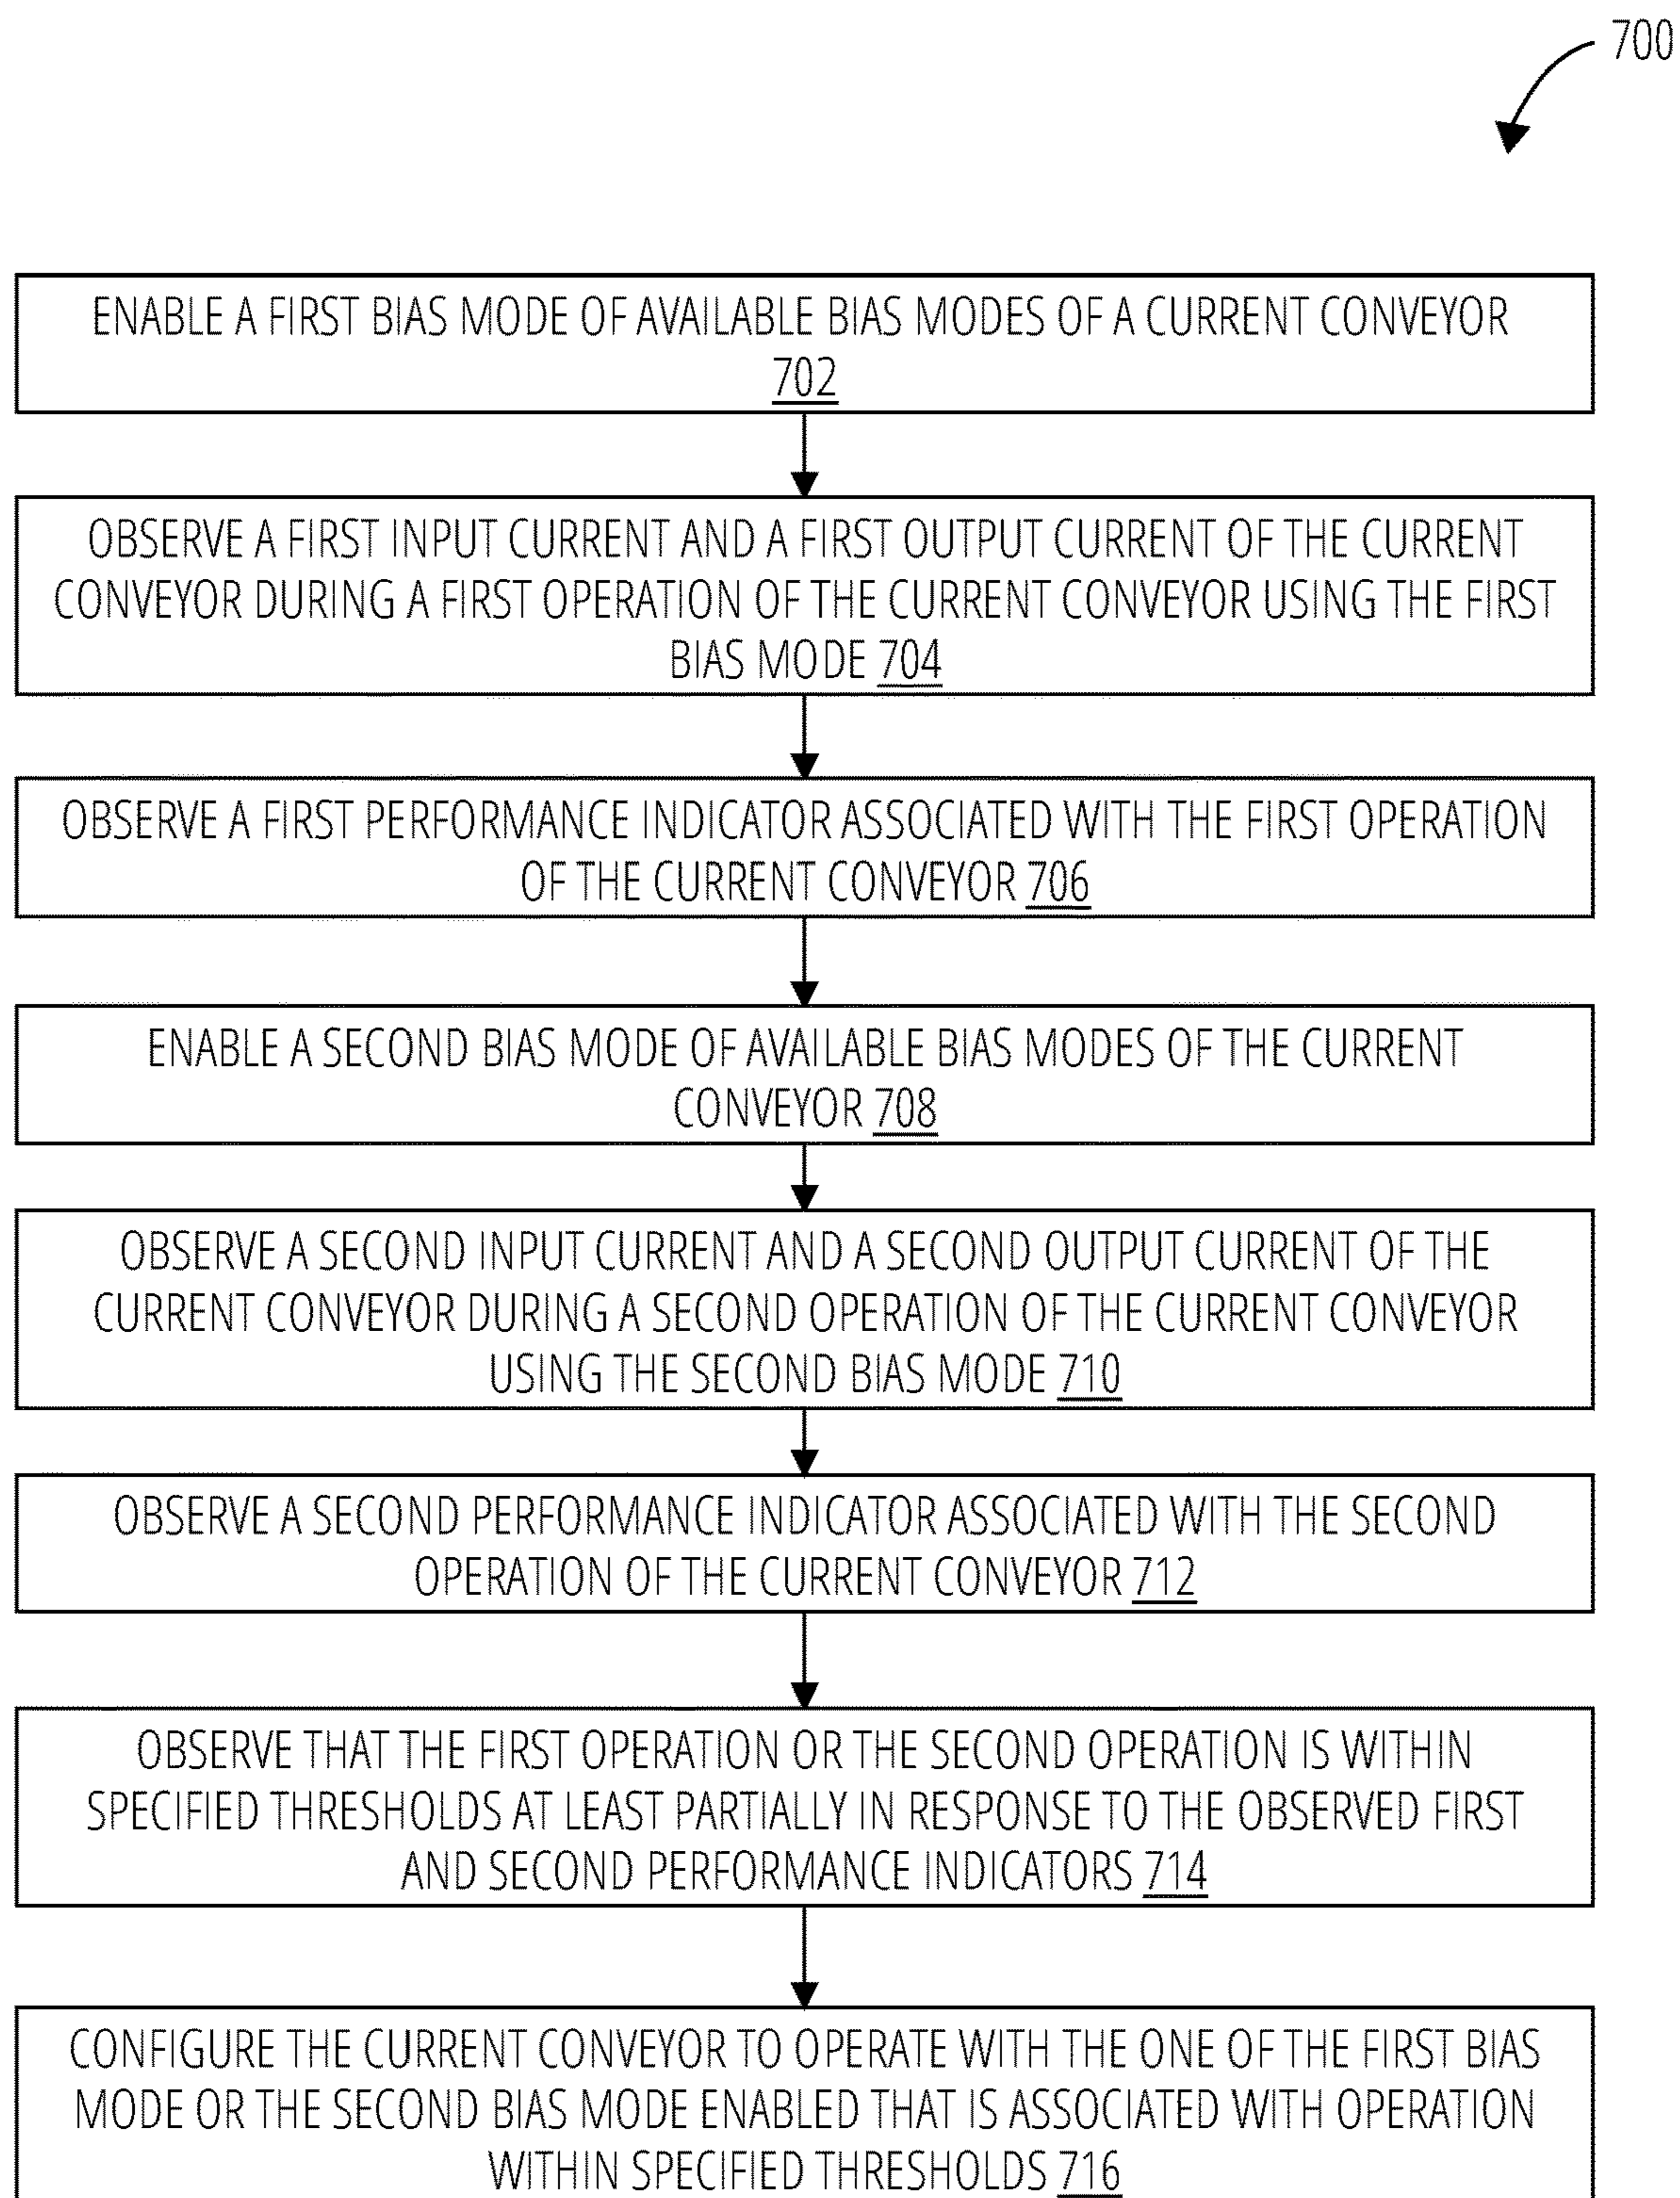 700
ENABLE A FIRST BIAS MODE OF AVAILABLE BIAS MODES OF A CURRENT CONVEYOR
702
OBSERVE A FIRST INPUT CURRENT AND A FIRST OUTPUT CURRENT OF THE CURRENT
CONVEYOR DURING A FIRST OPERATION OF THE CURRENT CONVEYOR USING THE FIRST
BIAS MODE 704
OBSERVE A FIRST PERFORMANCE INDICATOR ASSOCIATED WITH THE FIRST OPERATION
OF THE CURRENT CONVEYOR 706
ENABLE A SECOND BIAS MODE OF AVAILABLE BIAS MODES OF THE CURRENT
CONVEYOR 708
OBSERVE A SECOND INPUT CURRENT AND A SECOND OUTPUT CURRENT OF THE
CURRENT CONVEYOR DURING A SECOND OPERATION OF THE CURRENT CONVEYOR
USING THE SECOND BIAS MODE 710
OBSERVE A SECOND PERFORMANCE INDICATOR ASSOCIATED WITH THE SECOND
OPERATION OF THE CURRENT CONVEYOR 712
OBSERVE THAT THE FIRST OPERATION OR THE SECOND OPERATION IS WITHIN
SPECIFIED THRESHOLDS AT LEAST PARTIALLY IN RESPONSE TO THE OBSERVED FIRST
AND SECOND PERFORMANCE INDICATORS 714
CONFIGURE THE CURRENT CONVEYOR TO OPERATE WITH THE ONE OF THE FIRST BIAS
MODE OR THE SECOND BIAS MODE ENABLED THAT IS ASSOCIATED WITH OPERATION
WITHIN SPECIFIED THRESHOLDS 716